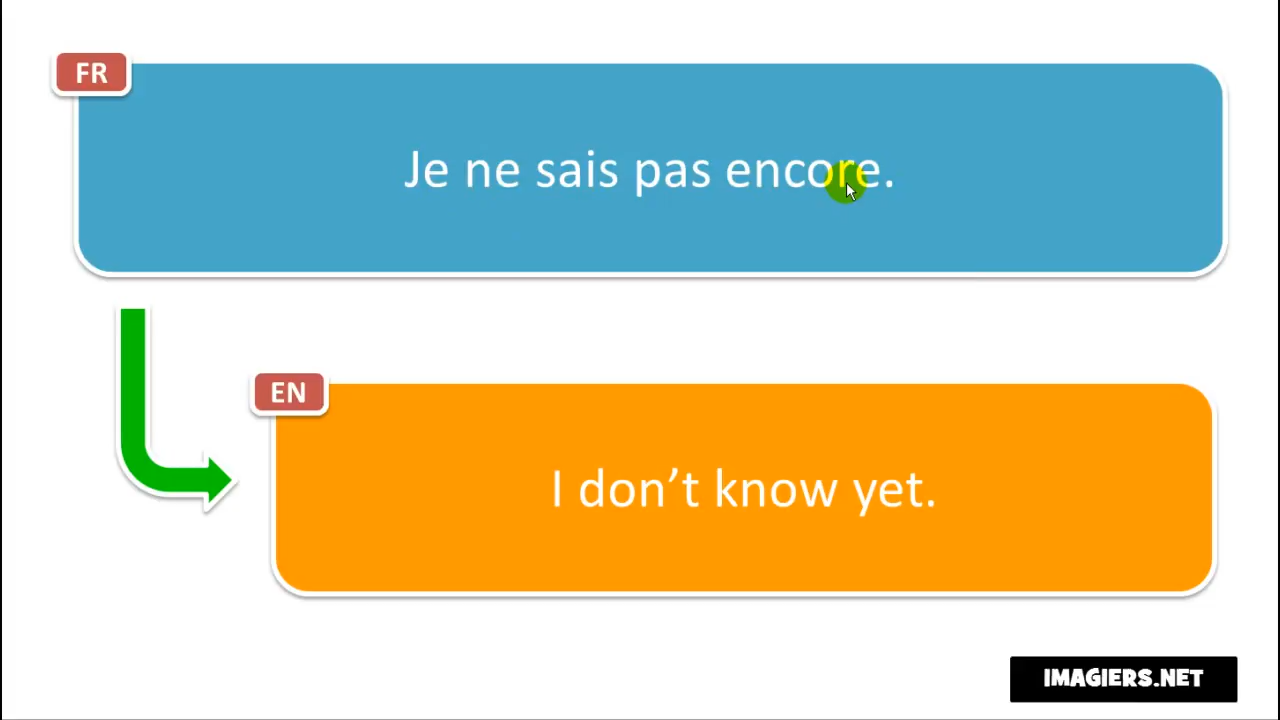 FR
Je ne sais pas encore.
EN
I don’t know yet.
IMAGIERS.NET